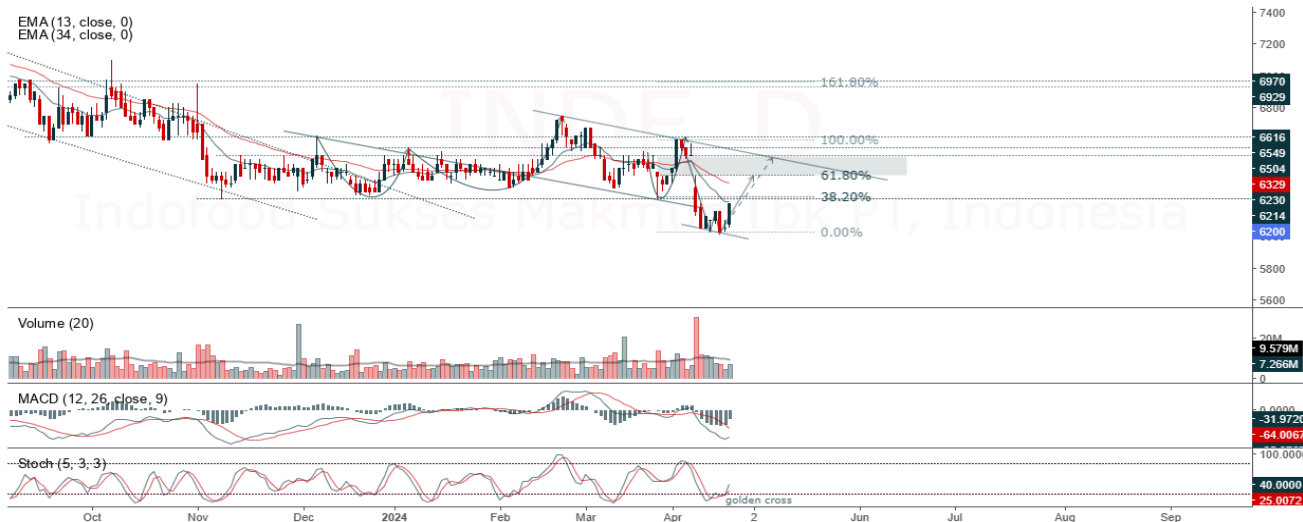 EMA (13, close, 0)
EMA (34, close, 0)
INDF, D
Indofood Sukses Makmur Tbk PT, Indonesia
161.80%
100.00%
61.80%
38.20%
0.00%
7400
7200
6970
6929
6800
6616
6549
6504
6329
6230
6214
6200
5800
5600
Volume (20)
20M
9.579M
7.266M
0
MACD (12, 26, close, 9)
0.0000
-31.9720
-64.0067
Stoch (5, 3, 3)
golden cross
100.0000
40.0000
25.0072
Oct Nov Dec 2024 Feb Mar Apr 2 Jun Jul Aug Sep